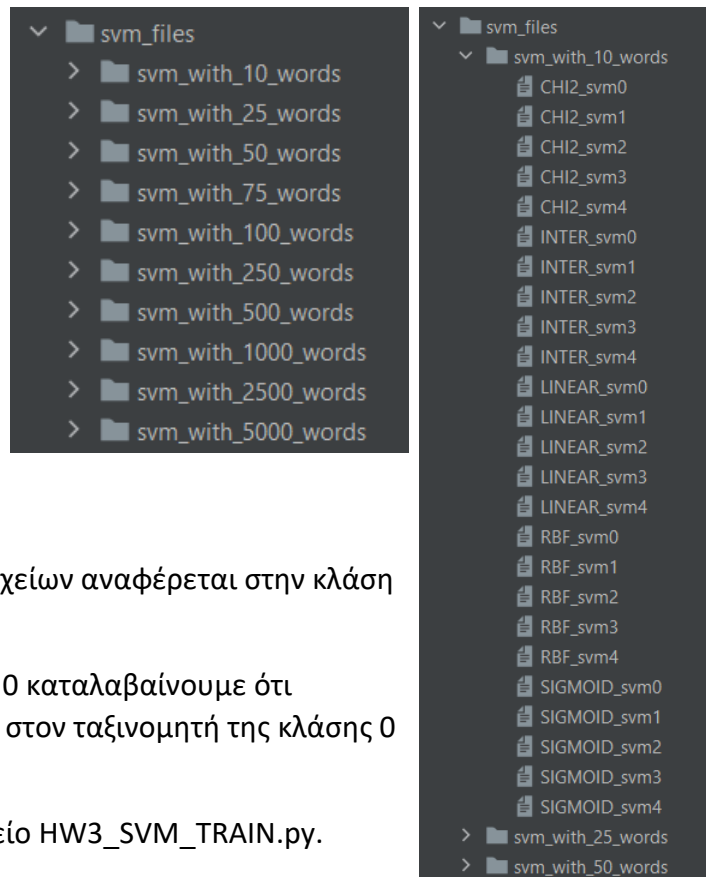 svm_files
svm_with_10_words
svm_with_25_words
svm_with_50_words
svm_with_75_words
svm_with_100_words
svm_with_250_words
svm_with_500_words
svm_with_1000_words
svm_with_2500_words
svm_with_5000_words
χείων αναφέρεται στην κλάση
0 καταλαβαίνουμε ότι
στον ταξινομητή της κλάσης 0
είο HW3_SVM_TRAIN.py.
svm_files
svm_with_10_words
CHI2_svm0
CHI2_svm1
CHI2_svm2
CHI2_svm3
CHI2_svm4
INTER_svm0
INTER_svm1
INTER_svm2
INTER_svm3
INTER_svm4
LINEAR_svm0
LINEAR_svm1
LINEAR_svm2
LINEAR_svm3
LINEAR_svm4
RBF_svm0
RBF_svm1
RBF_svm2
RBF_svm3
RBF_svm4
SIGMOID_svm0
SIGMOID_svm1
SIGMOID_svm2
SIGMOID_svm3
SIGMOID_svm4
svm_with_25_words
svm_with_50_words